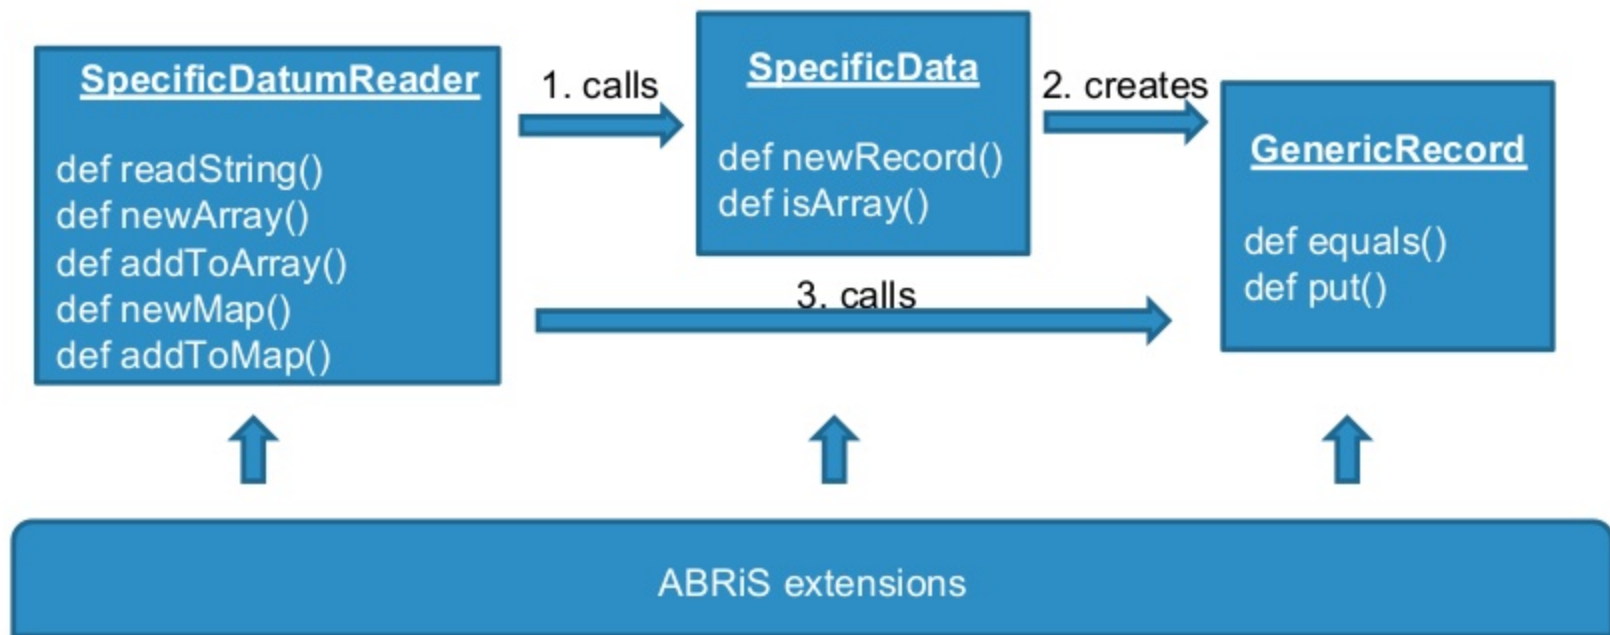 SpecificDatumReader
def readString()
def newArray()
def addToArray()
def newMap()
def addToMap()
1. calls
SpecificData
def newRecord()
def isArray()
2. creates
GenericRecord
def equals()
def put()
3. calls
ABRiS extensions